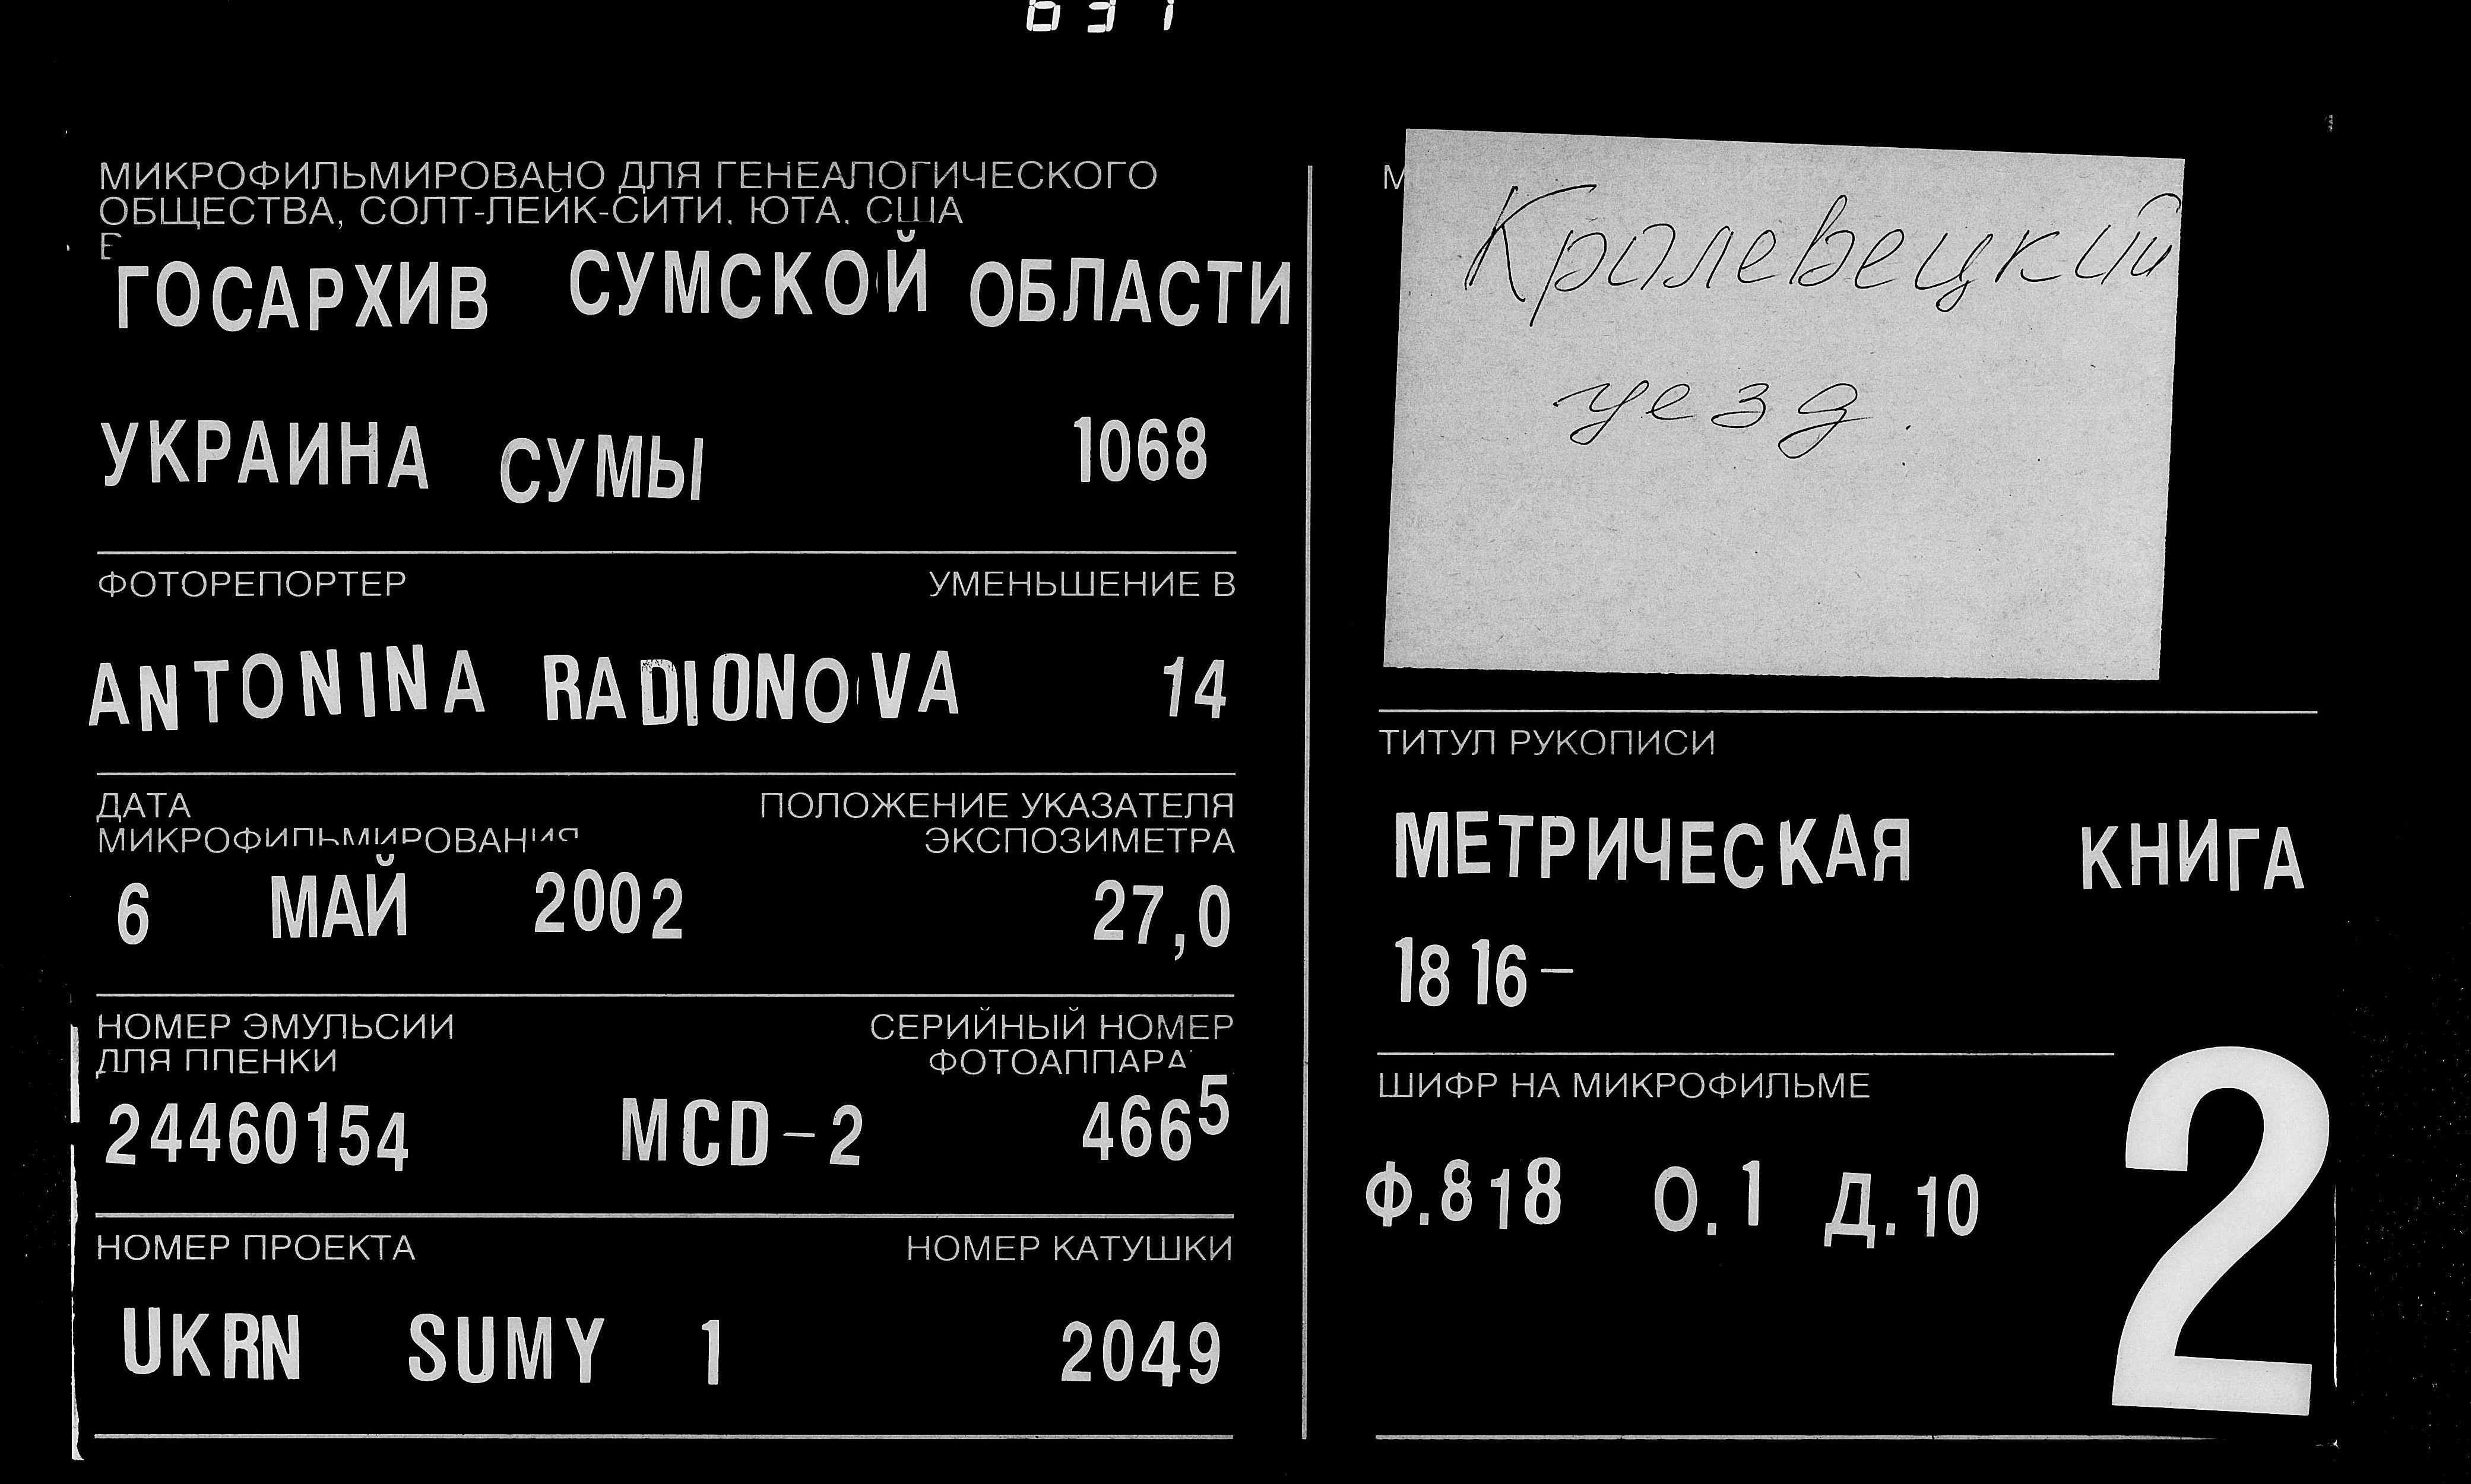 МИКРОФИЛЬМИРОВАНО ДЛЯ ГЕНЕАЛОГИЧЕСКОГО
ОБЩЕСТВА, СОЛТ-ЛЕЙК-СИТИ, ЮТА, США
ГОСАРХИВ СУМСКОЙ ОБЛАСТИ
УКРАИНА СУМЫ 1068
ФОТОРЕПОРТЕР УМЕНЬШЕНИЕ В
ANTONINA RADIONOVA 14
ДАТА ПОЛОЖЕНИЕ УКАЗАТЕЛЯ
МИКРОФИЛЬМИРОВАНИЯ ЭКСПОЗИМЕТРА
6 МАЙ 2002 27,0
НОМЕР ЭМУЛЬСИИ СЕРИЙНЫЙ НОМЕР
ДЛЯ ПЛЕНКИ ФОТОАППАРА
24460154 MCD-2 4665
НОМЕР ПРОЕКТА НОМЕР КАТУШКИ
UKRN SUMY 1 2049
Кролевецкий
уезд.
ТИТУЛ РУКОПИСИ
МЕТРИЧЕСКАЯ КНИГА
1816-
ШИФР НА МИКРОФИЛЬМЕ
Ф.818 О.1 Д.10
2